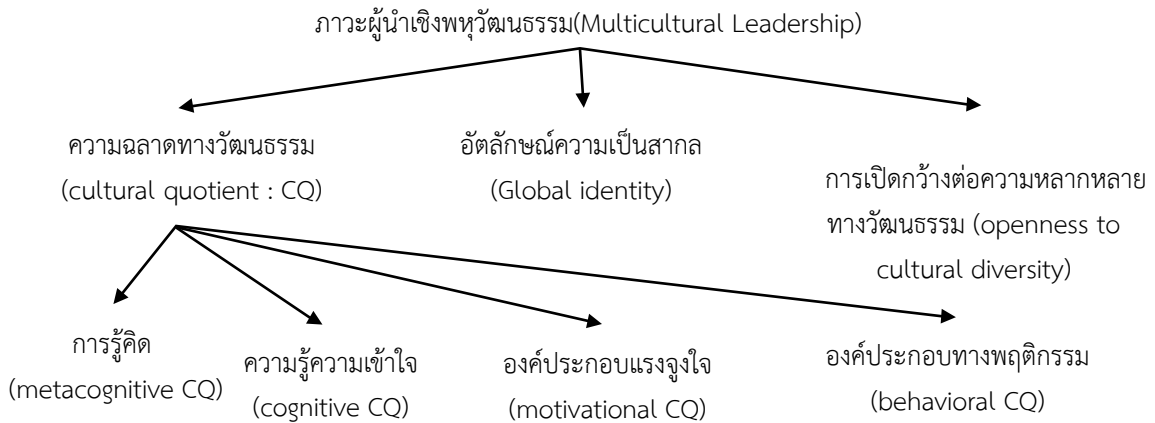 ภาวะผู้นำเชิงพหุวัฒนธรรม(Multicultural Leadership)
ความฉลาดทางวัฒนธรรม
(cultural quotient : CQ)
อัตลักษณ์ความเป็นสากล
(Global identity)
การเปิดกว้างต่อความหลากหลาย
ทางวัฒนธรรม (openness to
cultural diversity)
การรู้คิด
(metacognitive CQ)
ความรู้ความเข้าใจ
(cognitive CQ)
องค์ประกอบแรงจูงใจ
(motivational CQ)
องค์ประกอบทางพฤติกรรม
(behavioral CQ)